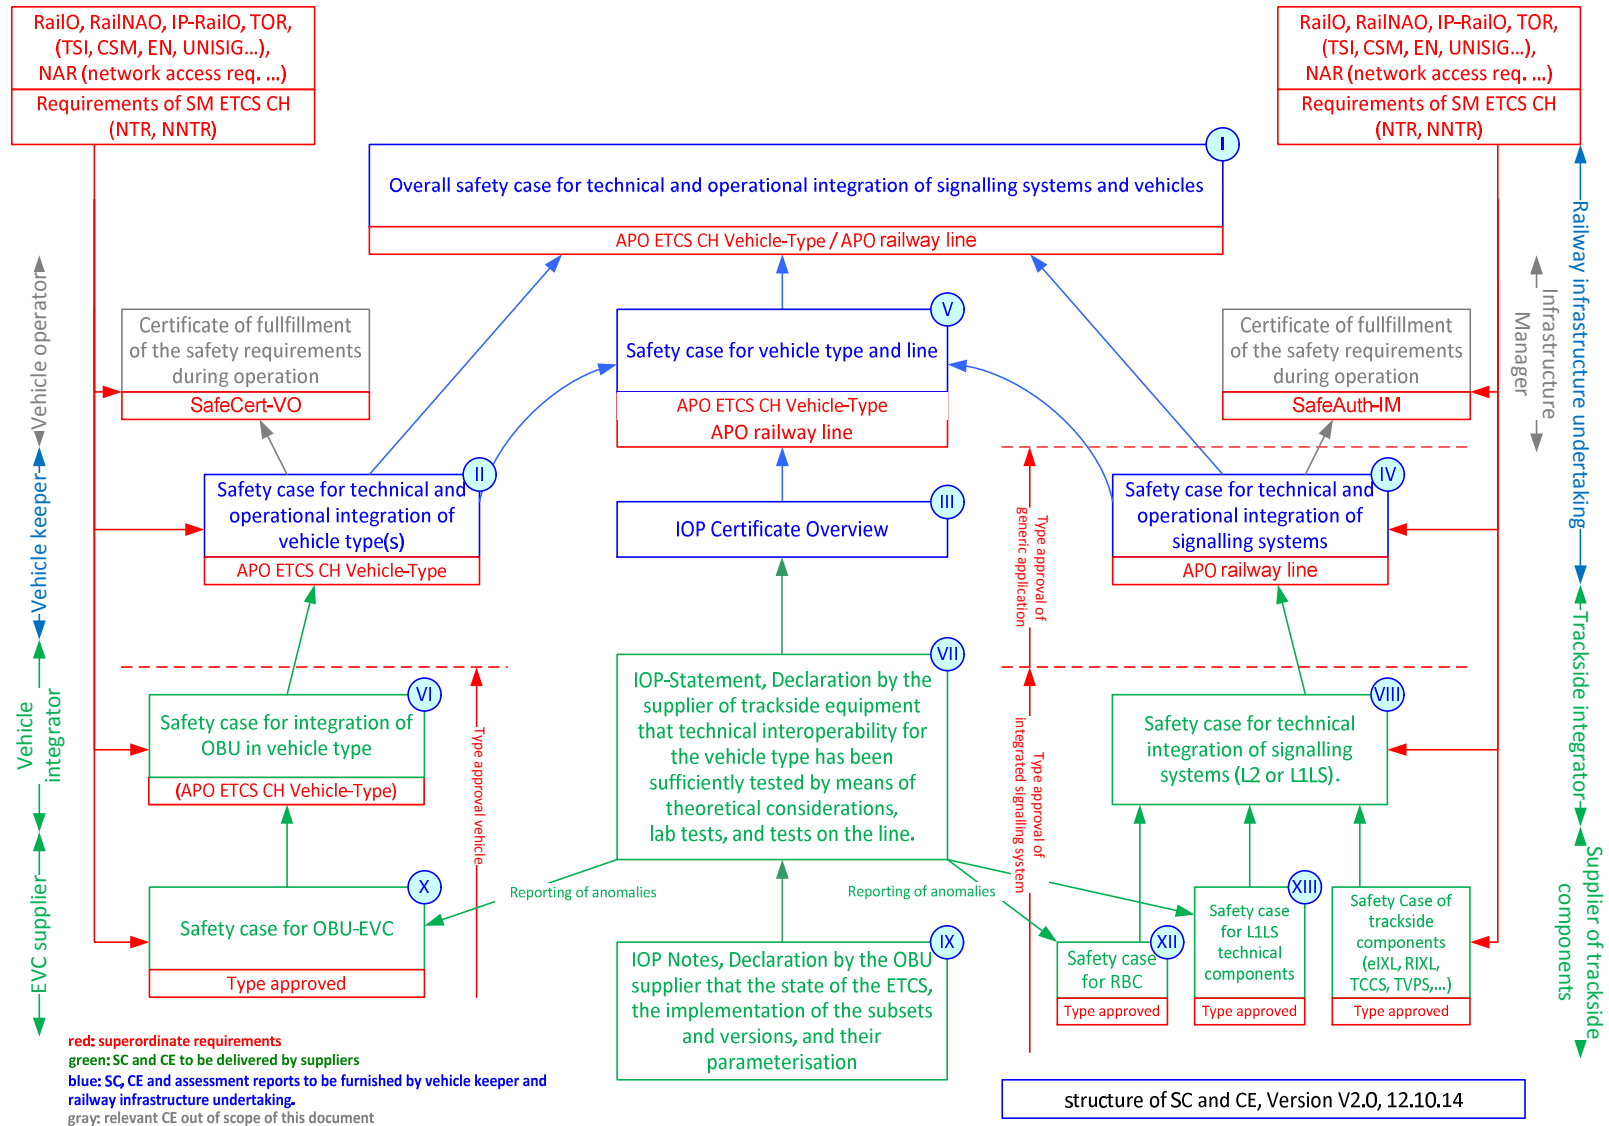 RailO, RailNAO, IP-RailO, TOR,
(TSI, CSM, EN, UNISIG...),
NAR (network access req. ...)
Requirements of SM ETCS CH
(NTR, NNTR)
RailO, RailNAO, IP-RailO, TOR,
(TSI, CSM, EN, UNISIG...),
NAR (network access req. ...)
Requirements of SM ETCS CH
(NTR, NNTR)
I
Overall safety case for technical and operational integration of signalling systems and vehicles
APO ETCS CH Vehicle-Type / APO railway line
Vehicle operator
Vehicle keeper
Vehicle
integrator
EVC supplier
Certificate of fullfillment
of the safety requirements
during operation
SafeCert-VO
V
Safety case for vehicle type and line
APO ETCS CH Vehicle-Type
APO railway line
Certificate of fullfillment
of the safety requirements
during operation
SafeAuth-IM
Infrastructure
Manager
Railway infrastructure undertaking
Trackside integrator
Supplier of trackside
components
II
Safety case for technical and
operational integration of
vehicle type(s)
APO ETCS CH Vehicle-Type
III
IOP Certificate Overview
Type approval of
generic application
IV
Safety case for technical and
operational integration of
signalling systems
APO railway line
VI
Safety case for integration of
OBU in vehicle type
(APO ETCS CH Vehicle-Type)
Type approval vehicle
VII
IOP-Statement, Declaration by the
supplier of trackside equipment
that technical interoperability for
the vehicle type has been
sufficiently tested by means of
theoretical considerations,
lab tests, and tests on the line.
Type approval of
integrated signalling system
VIII
Safety case for technical
integration of signalling
systems (L2 or L1LS).
X
Safety case for OBU-EVC
Type approved
Reporting of anomalies
Reporting of anomalies
IX
IOP Notes, Declaration by the OBU
supplier that the state of the ETCS,
the implementation of the subsets
and versions, and their
parameterisation
XII
Safety case
for RBC
Type approved
XIII
Safety case
for L1LS
technical
components
Type approved
Safety Case of
trackside
components
(eIXL, RIXL,
TCCS, TVPS,...)
Type approved
red: superordinate requirements
green: SC and CE to be delivered by suppliers
blue: SC, CE and assessment reports to be furnished by vehicle keeper and
railway infrastructure undertaking.
gray: relevant CE out of scope of this document
structure of SC and CE, Version V2.0, 12.10.14